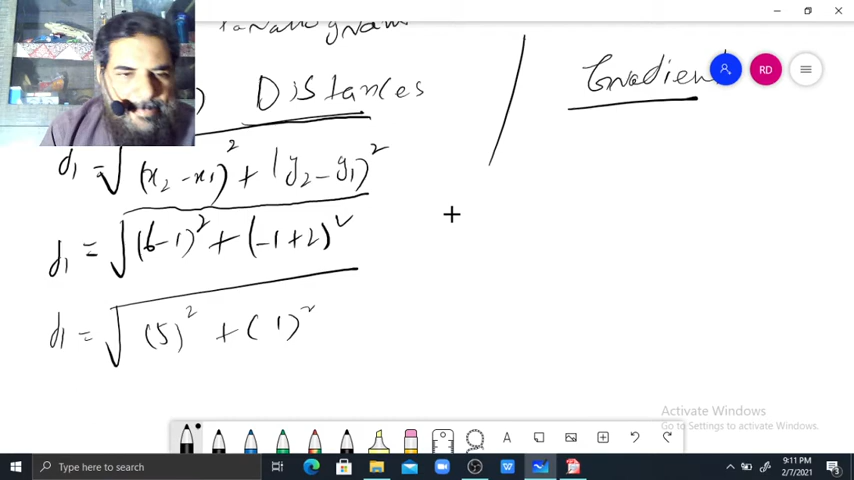 ) Distances
Gradien
RD
d1 = √(x2 - x1)² + (y2 - y1)²
d1 = √(6-1)² + (-1+2)²
d1 = √(5)² + (1)²
Activate Windows
Go to Settings to activate Windows.
A
Type here to search
W
9:11 PM
2/7/2021
3